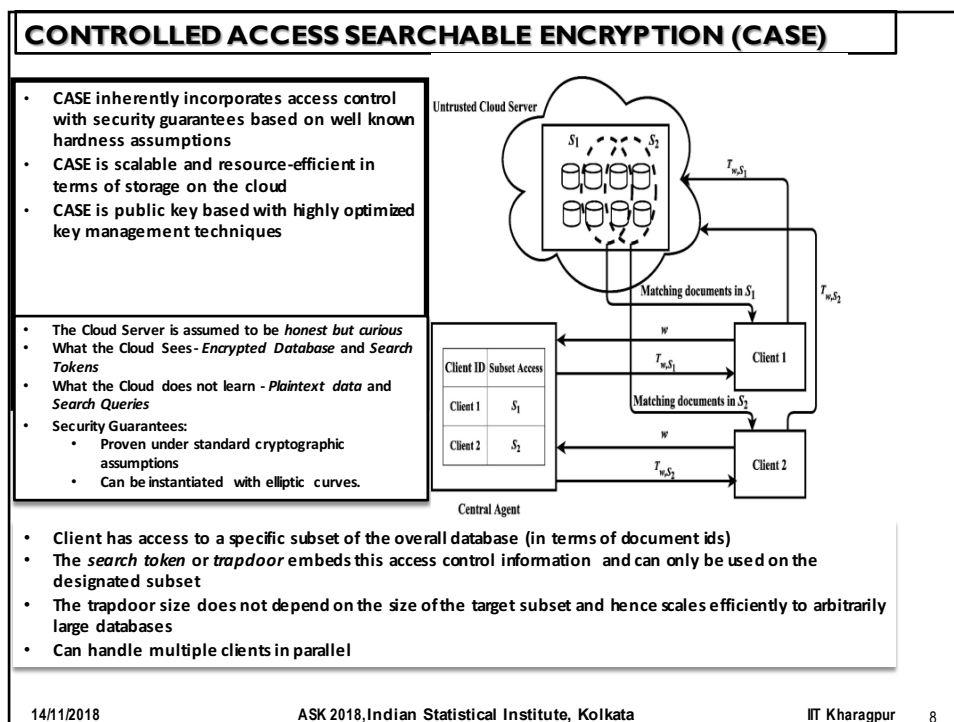 CONTROLLED ACCESS SEARCHABLE ENCRYPTION (CASE)
• CASE inherently incorporates access control
with security guarantees based on well known
hardness assumptions
• CASE is scalable and resource-efficient in
terms of storage on the cloud
• CASE is public key based with highly optimized
key management techniques
• The Cloud Server is assumed to be honest but curious
• What the Cloud Sees- Encrypted Database and Search
Tokens
• What the Cloud does not learn - Plaintext data and
Search Queries
• Security Guarantees:
• Proven under standard cryptographic
assumptions
• Can be instantiated with elliptic curves.
Untrusted Cloud Server
S1 S2
Tw,S1
Tw,S2
Matching documents in S1
w
Tw,S1
Client 1
Matching documents in S2
w
Tw,S2
Client 2
Client ID Subset Access
Client 1 S1
Client 2 S2
Central Agent
• Client has access to a specific subset of the overall database (in terms of document ids)
• The search token or trapdoor embeds this access control information and can only be used on the
designated subset
• The trapdoor size does not depend on the size of the target subset and hence scales efficiently to arbitrarily
large databases
• Can handle multiple clients in parallel
14/11/2018 ASK 2018, Indian Statistical Institute, Kolkata IIT Kharagpur 8